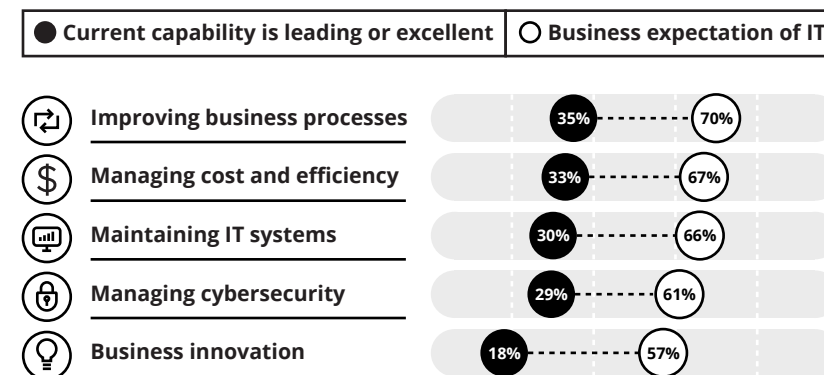 Current capability is leading or excellent Business expectation of IT
Improving business processes 35% 70%
Managing cost and efficiency 33% 67%
Maintaining IT systems 30% 66%
Managing cybersecurity 29% 61%
Business innovation 18% 57%